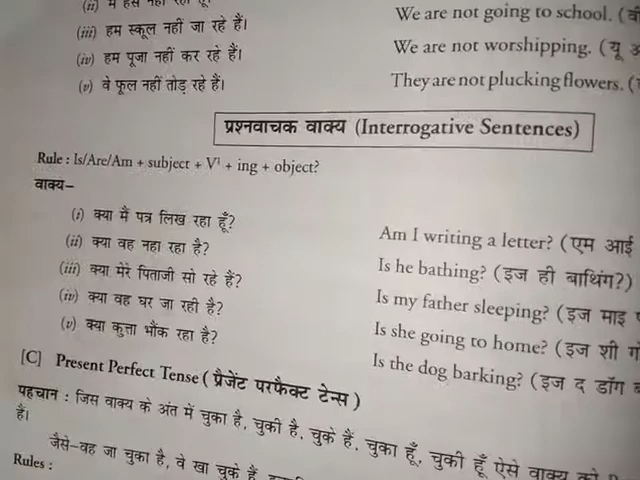 (iii) हम स्कूल नहीं जा रहे हैं। We are not going to school.
(iv) हम पूजा नहीं कर रहे हैं। We are not worshipping. (यू
(v) वे फूल नहीं तोड़ रहे हैं। They are not plucking flowers.
प्रश्नवाचक वाक्य (Interrogative Sentences)
Rule : Is/Are/Am + subject + V¹ + ing + object?
वाक्य–
(i) क्या मैं पत्र लिख रहा हूँ? Am I writing a letter? (एम आई
(ii) क्या वह नहा रहा है? Is he bathing? (इज ही बाथिंग?)
(iii) क्या मेरे पिताजी सो रहे हैं? Is my father sleeping? (इज माइ
(iv) क्या वह घर जा रही है? Is she going to home? (इज शी
(v) क्या कुत्ता भौंक रहा है? Is the dog barking? (इज द डॉग
[C] Present Perfect Tense ( प्रैजेंट परफैक्ट टेन्स )
पहचान : जिस वाक्य के अंत में चुका है, चुकी है, चुके हैं, चुका हूँ, चुकी हूँ ऐसे वाक्य को
हैं।
जैसे–वह जा चुका है, वे खा चुके हैं,
Rules :